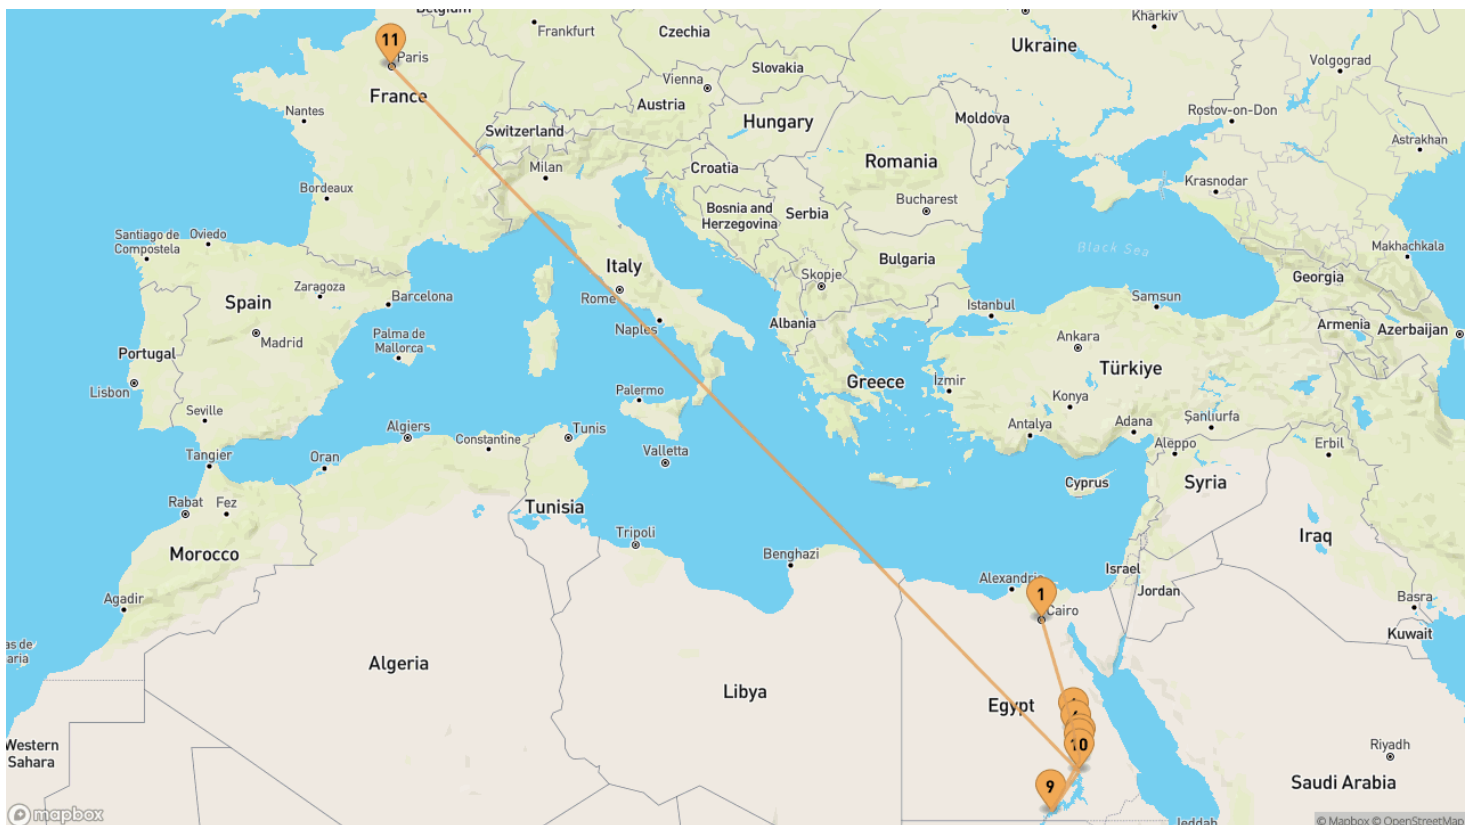 Belgium
Kharkiv
11
Paris
Frankfurt
Czechia
Ukraine
Volgograd
Slovakia
Vienna
France
Austria
Nantes
Hungary
Moldova
Rostov-on-Don
Switzerland
Astrakhan
Milan
Croatia
Romania
Krasnodar
Bordeaux
Bucharest
Bosnia and
Herzegovina
Serbia
Santiago de
Compostela
Oviedo
Black Sea
Makhachkala
Bulgaria
Italy
Skopje
Georgia
Zaragoza
Barcelona
Rome
Spain
Istanbul
Samsun
Naples
Albania
Armenia
Azerbaijan
Palma de
Mallorca
Madrid
Ankara
Portugal
Türkiye
Lisbon
Greece
İzmir
Palermo
Konya
Seville
Antalya
Adana
Şanlıurfa
Algiers
Constantine
Tunis
Aleppo
Erbil
Tangier
Oran
Valletta
Cyprus
Syria
Rabat
Fez
Tunisia
Tripoli
Iraq
Morocco
Benghazi
Israel
Alexandria
Jordan
Agadir
1
Cairo
Basra
Kuwait
as de
aria
Algeria
Libya
Egypt
10
Western
Sahara
Riyadh
9
Saudi Arabia
mapbox
Jeddah
© Mapbox © OpenStreetMap